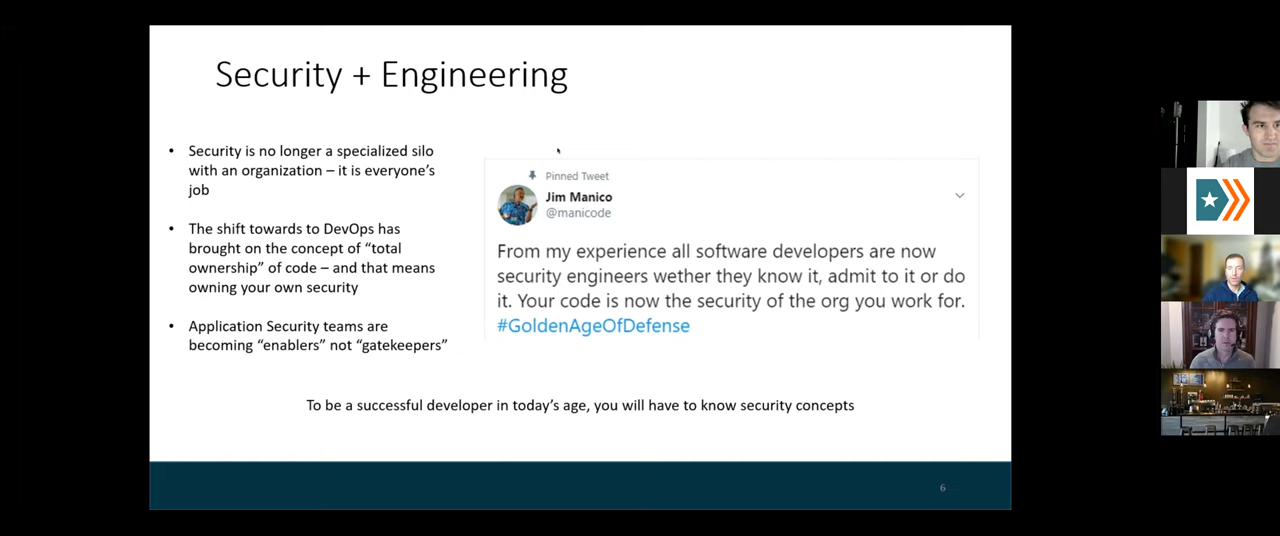 Security + Engineering
• Security is no longer a specialized silo
with an organization – it is everyone's
job
• The shift towards to DevOps has
brought on the concept of “total
ownership” of code – and that means
owning your own security
• Application Security teams are
becoming “enablers” not “gatekeepers”
Pinned Tweet
Jim Manico
@manicode
From my experience all software developers are now
security engineers wether they know it, admit to it or do
it. Your code is now the security of the org you work for.
#GoldenAgeOfDefense
To be a successful developer in today's age, you will have to know security concepts
6